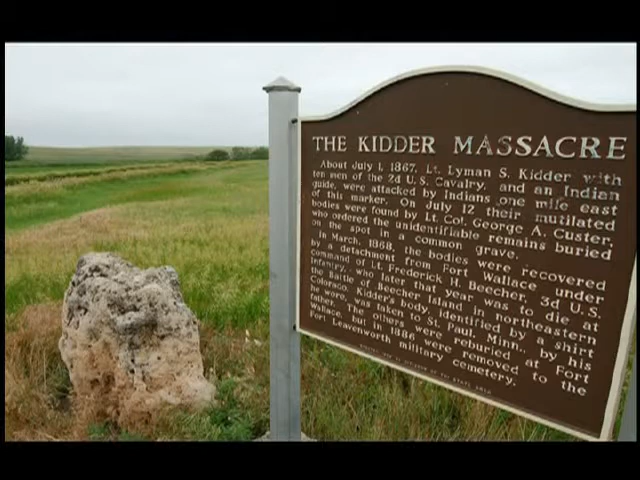 THE KIDDER MASSACRE
About July 1, 1867, Lt. Lyman S. Kidder with
ten men of the 2d U.S. Cavalry, and an Indian
guide, were attacked by Indians one mile east
of this marker. On July 12 their mutilated
bodies were found by Lt. Col. George A. Custer,
who ordered the unidentifiable remains buried
on the spot in a common grave.
In March, 1868, the bodies were recovered
by a detachment from Fort Wallace under
command of Lt. Frederick H. Beecher, 3d U.S.
Infantry, who later that year was to die at
the Battle of Beecher Island in northeastern
Colorado. Kidder's body, identified by a shirt
he wore, was taken to St. Paul, Minn., by his
father. The others were reburied at Fort
Wallace, but in 1886 were removed to the
Fort Leavenworth military cemetery.